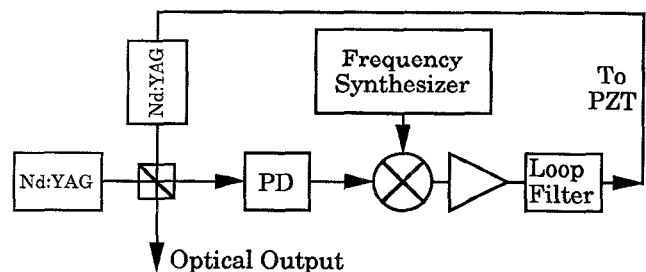 Nd:YAG
Frequency
Synthesizer
To
PZT
Nd:YAG
PD
Loop
Filter
Optical Output